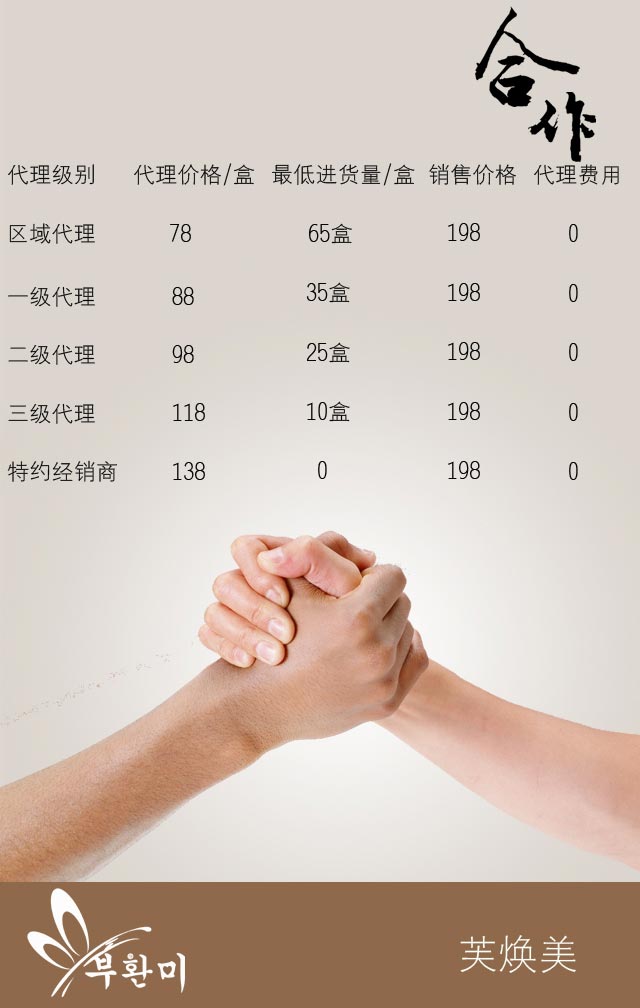 合作
代理级别 代理价格/盒 最低进货量/盒 销售价格 代理费用
区域代理 78 65盒 198 0
一级代理 88 35盒 198 0
二级代理 98 25盒 198 0
三级代理 118 10盒 198 0
特约经销商 138 0 198 0
부환미
芙焕美